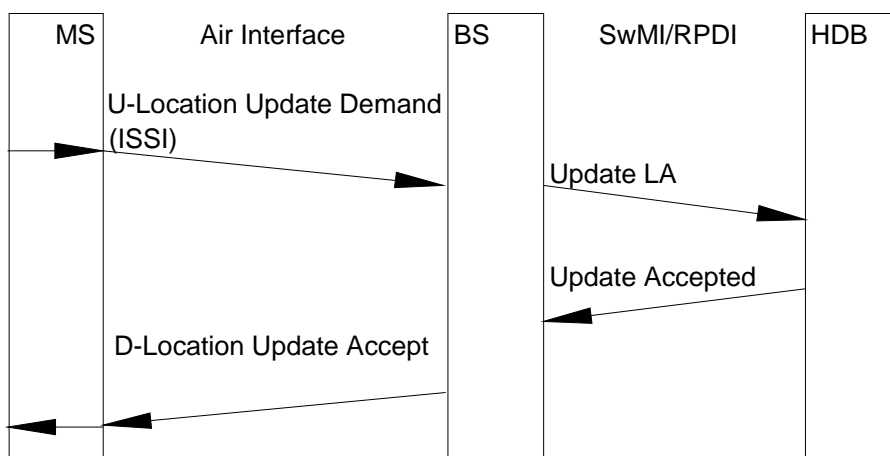 MS
Air Interface
BS
SwMI/RPDI
HDB
U-Location Update Demand
(ISSI)
Update LA
Update Accepted
D-Location Update Accept